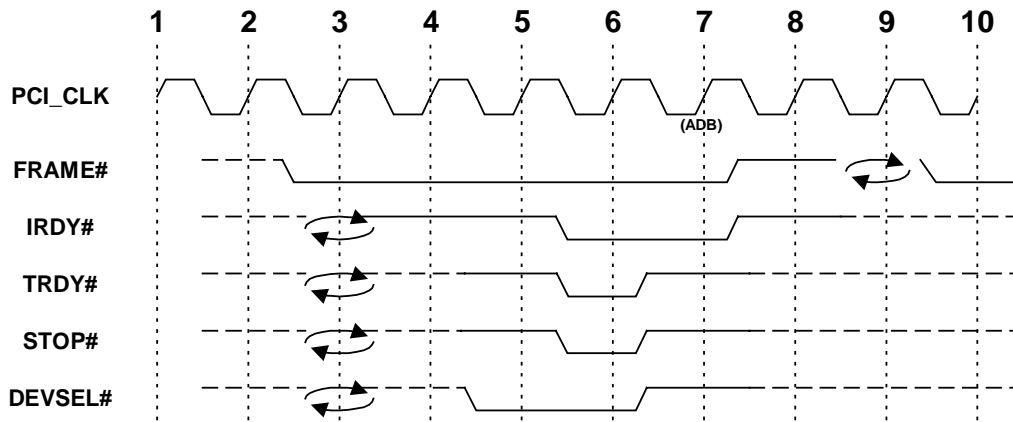 1 2 3 4 5 6 7 8 9 10
PCI_CLK
(ADB)
FRAME#
IRDY#
TRDY#
STOP#
DEVSEL#